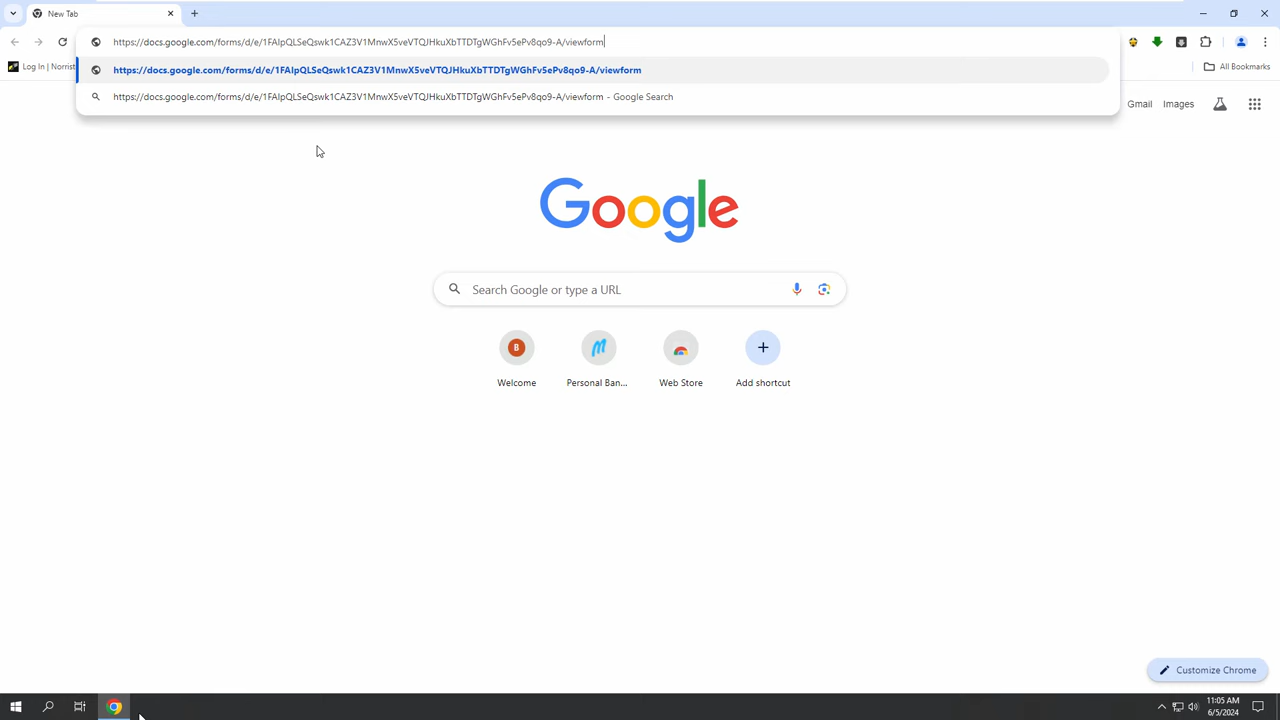 New Tab
https://docs.google.com/forms/d/e/1FAIpQLSeQswk1CAZ3V1MnwX5veVTQJHkuXbTTDTgWGhFv5ePv8qo9-A/viewform
Log In | Norrist
All Bookmarks
https://docs.google.com/forms/d/e/1FAIpQLSeQswk1CAZ3V1MnwX5veVTQJHkuXbTTDTgWGhFv5ePv8qo9-A/viewform
https://docs.google.com/forms/d/e/1FAIpQLSeQswk1CAZ3V1MnwX5veVTQJHkuXbTTDTgWGhFv5ePv8qo9-A/viewform - Google Search
Gmail Images
Google
Search Google or type a URL
B
Welcome Personal Ban... Web Store Add shortcut
Customize Chrome
11:05 AM
6/5/2024